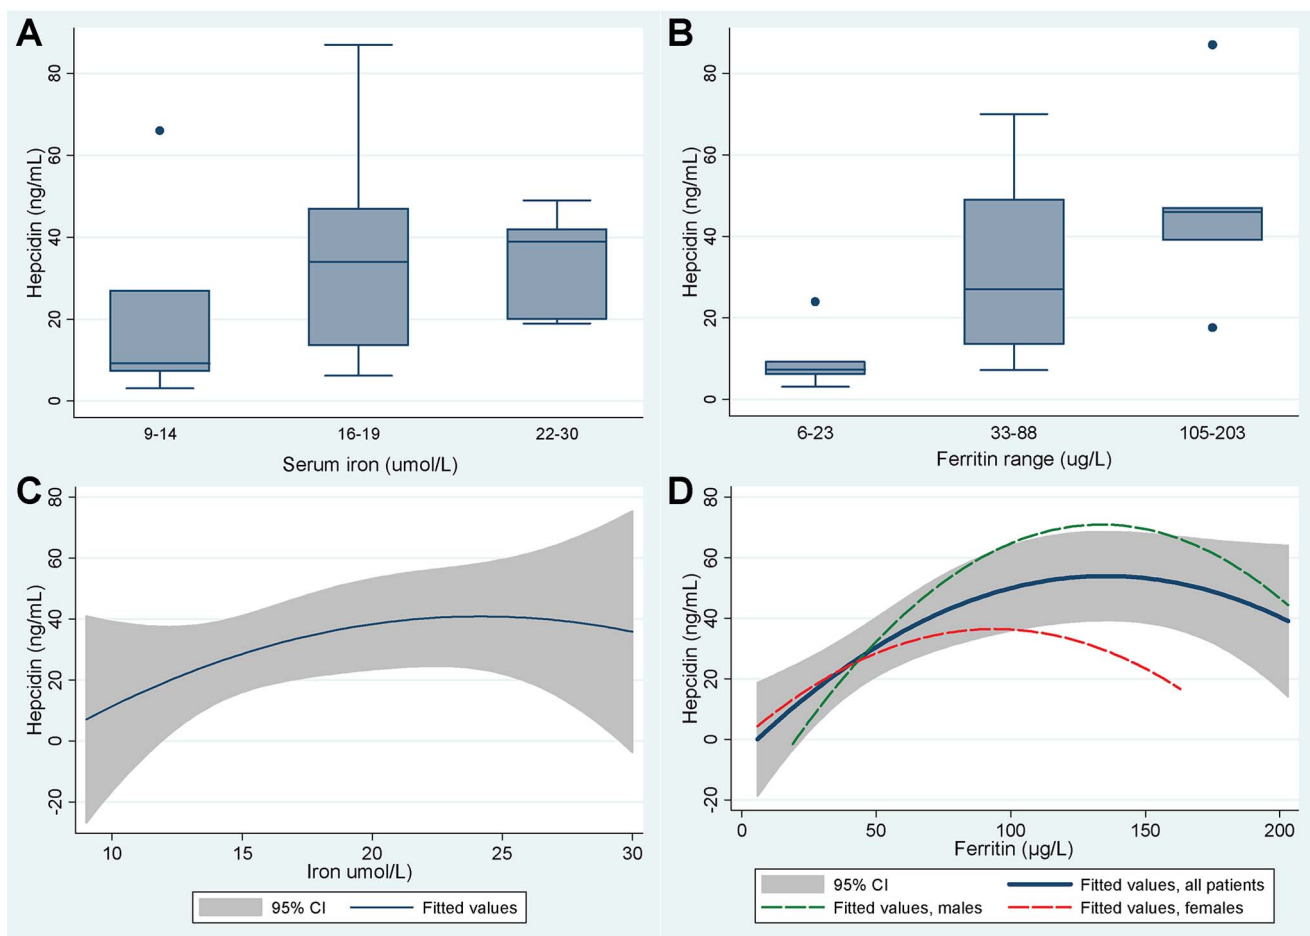 A
Hepcidin (ng/mL)
80
60
40
20
0
9-14
16-19
22-30
Serum iron (umol/L)
B
Hepcidin (ng/mL)
80
60
40
20
0
6-23
33-88
105-203
Ferritin range (ug/L)
C
Hepcidin (ng/mL)
80
60
40
20
0
-20
10
15
20
25
30
Iron umol/L)
95% CI
Fitted values
D
Hepcidin (ng/mL)
80
60
40
20
0
-20
0
50
100
150
200
Ferritin (µg/L)
95% CI
Fitted values, all patients
Fitted values, males
Fitted values, females